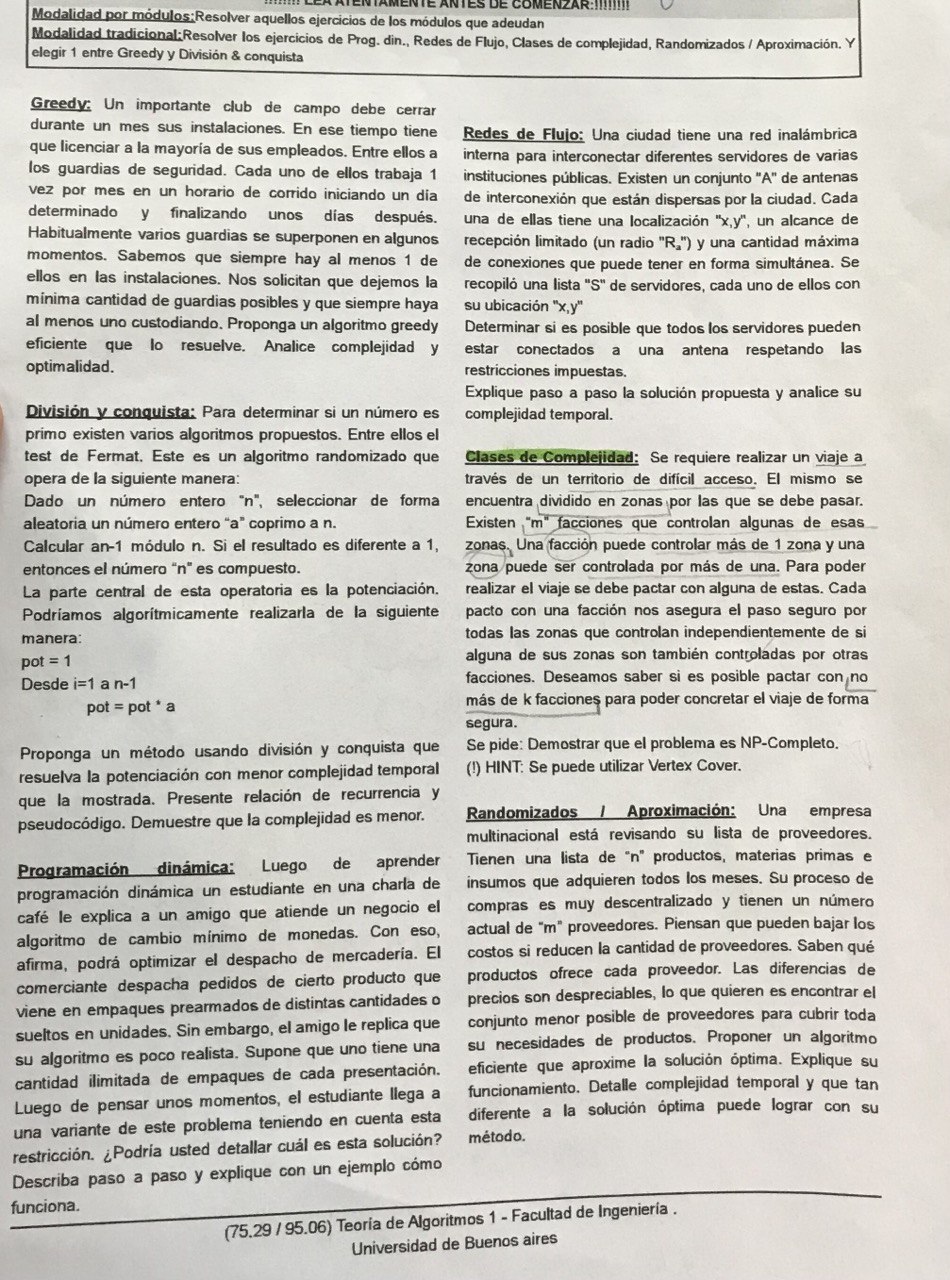 LEA ATENTAMENTE ANTES DE COMENZAR:!!!!!!!!
Modalidad por módulos:Resolver aquellos ejercicios de los módulos que adeudan
Modalidad tradicional:Resolver los ejercicios de Prog. din., Redes de Flujo, Clases de complejidad, Randomizados / Aproximación. Y
elegir 1 entre Greedy y División & conquista
Greedy: Un importante club de campo debe cerrar
durante un mes sus instalaciones. En ese tiempo tiene
que licenciar a la mayoría de sus empleados. Entre ellos a
los guardias de seguridad. Cada uno de ellos trabaja 1
vez por mes en un horario de corrido iniciando un día
determinado y finalizando unos días después.
Habitualmente varios guardias se superponen en algunos
momentos. Sabemos que siempre hay al menos 1 de
ellos en las instalaciones. Nos solicitan que dejemos la
mínima cantidad de guardias posibles y que siempre haya
al menos uno custodiando. Proponga un algoritmo greedy
eficiente que lo resuelve. Analice complejidad y
optimalidad.
División y conquista: Para determinar si un número es
primo existen varios algoritmos propuestos. Entre ellos el
test de Fermat. Este es un algoritmo randomizado que
opera de la siguiente manera:
Dado un número entero "n", seleccionar de forma
aleatoria un número entero "a" coprimo a n.
Calcular an-1 módulo n. Si el resultado es diferente a 1,
entonces el número "n" es compuesto.
La parte central de esta operatoria es la potenciación.
Podríamos algorítmicamente realizarla de la siguiente
manera:
pot = 1
Desde i=1 a n-1
pot = pot * a
Proponga un método usando división y conquista que
resuelva la potenciación con menor complejidad temporal
que la mostrada. Presente relación de recurrencia y
pseudocódigo. Demuestre que la complejidad es menor.
Programación dinámica: Luego de aprender
programación dinámica un estudiante en una charla de
café le explica a un amigo que atiende un negocio el
algoritmo de cambio mínimo de monedas. Con eso,
afirma, podrá optimizar el despacho de mercadería. El
comerciante despacha pedidos de cierto producto que
viene en empaques prearmados de distintas cantidades o
sueltos en unidades. Sin embargo, el amigo le replica que
su algoritmo es poco realista. Supone que uno tiene una
cantidad ilimitada de empaques de cada presentación.
Luego de pensar unos momentos, el estudiante llega a
una variante de este problema teniendo en cuenta esta
restricción. ¿Podría usted detallar cuál es esta solución?
Describa paso a paso y explique con un ejemplo cómo
funciona.
Redes de Flujo: Una ciudad tiene una red inalámbrica
interna para interconectar diferentes servidores de varias
instituciones públicas. Existen un conjunto "A" de antenas
de interconexión que están dispersas por la ciudad. Cada
una de ellas tiene una localización "x,y", un alcance de
recepción limitado (un radio "Rₐ") y una cantidad máxima
de conexiones que puede tener en forma simultánea. Se
recopiló una lista "S" de servidores, cada uno de ellos con
su ubicación "x,y"
Determinar si es posible que todos los servidores pueden
estar conectados a una antena respetando las
restricciones impuestas.
Explique paso a paso la solución propuesta y analice su
complejidad temporal.
Clases de Complejidad: Se requiere realizar un viaje a
través de un territorio de difícil acceso. El mismo se
encuentra dividido en zonas por las que se debe pasar.
Existen "m" facciones que controlan algunas de esas
zonas. Una facción puede controlar más de 1 zona y una
zona puede ser controlada por más de una. Para poder
realizar el viaje se debe pactar con alguna de estas. Cada
pacto con una facción nos asegura el paso seguro por
todas las zonas que controlan independientemente de si
alguna de sus zonas son también controladas por otras
facciones. Deseamos saber si es posible pactar con no
más de k facciones para poder concretar el viaje de forma
segura.
Se pide: Demostrar que el problema es NP-Completo.
(!) HINT: Se puede utilizar Vertex Cover.
Randomizados / Aproximación: Una empresa
multinacional está revisando su lista de proveedores.
Tienen una lista de "n" productos, materias primas e
insumos que adquieren todos los meses. Su proceso de
compras es muy descentralizado y tienen un número
actual de "m" proveedores. Piensan que pueden bajar los
costos si reducen la cantidad de proveedores. Saben qué
productos ofrece cada proveedor. Las diferencias de
precios son despreciables, lo que quieren es encontrar el
conjunto menor posible de proveedores para cubrir toda
su necesidades de productos. Proponer un algoritmo
eficiente que aproxime la solución óptima. Explique su
funcionamiento. Detalle complejidad temporal y que tan
diferente a la solución óptima puede lograr con su
método.
(75.29 / 95.06) Teoría de Algoritmos 1 - Facultad de Ingeniería .
Universidad de Buenos aires